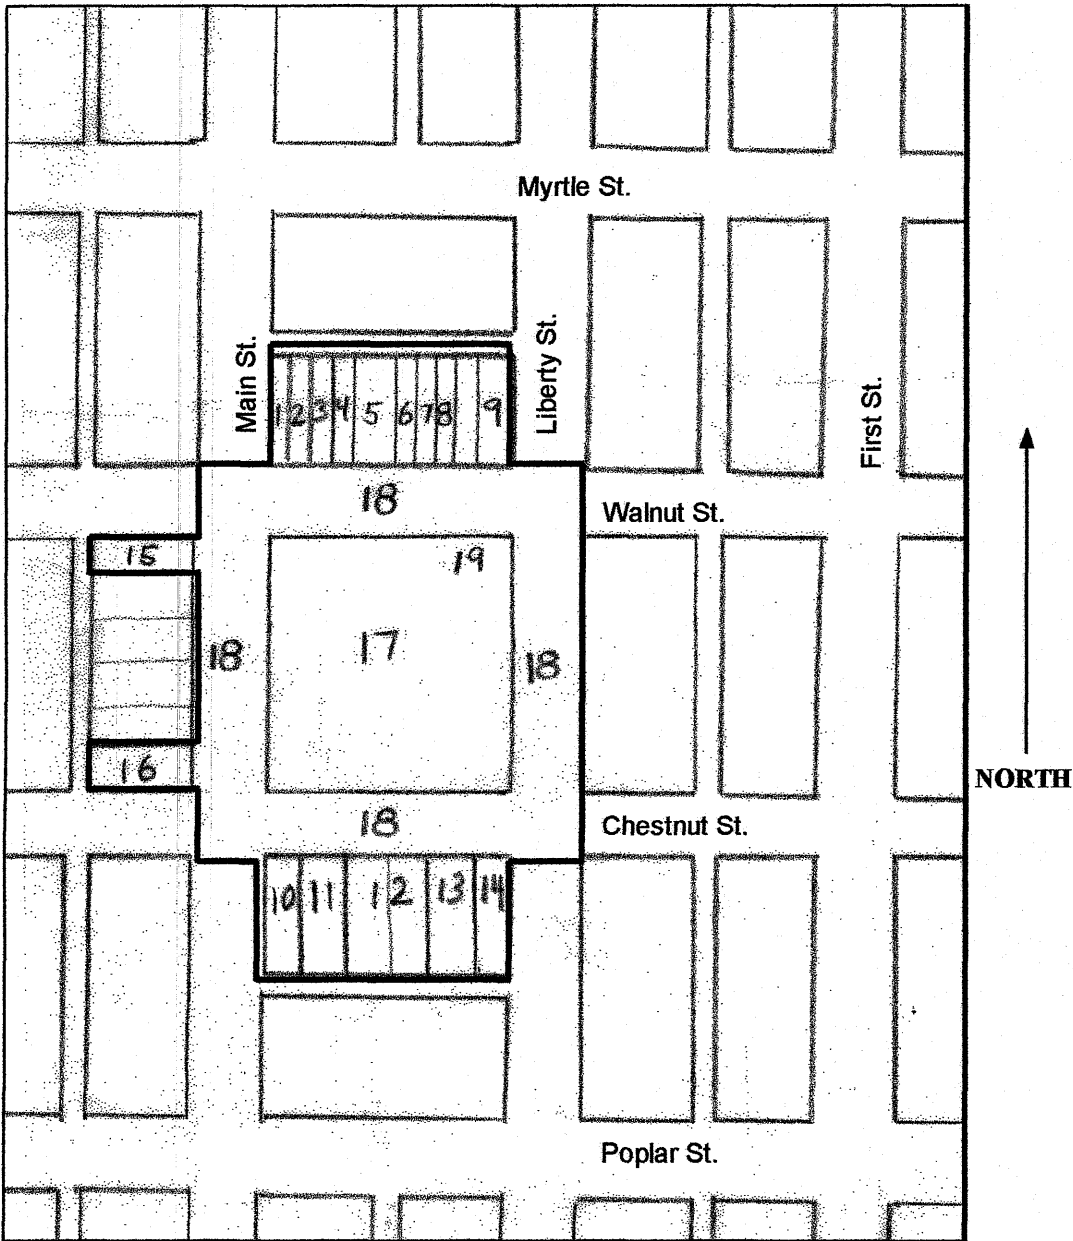 Myrtle St.
Main St.
Liberty St.
First St.
1 2 3 4 5 6 7 8 9
18
Walnut St.
15
19
17
18
18
16
NORTH
18
Chestnut St.
10 11 12 13 14
Poplar St.